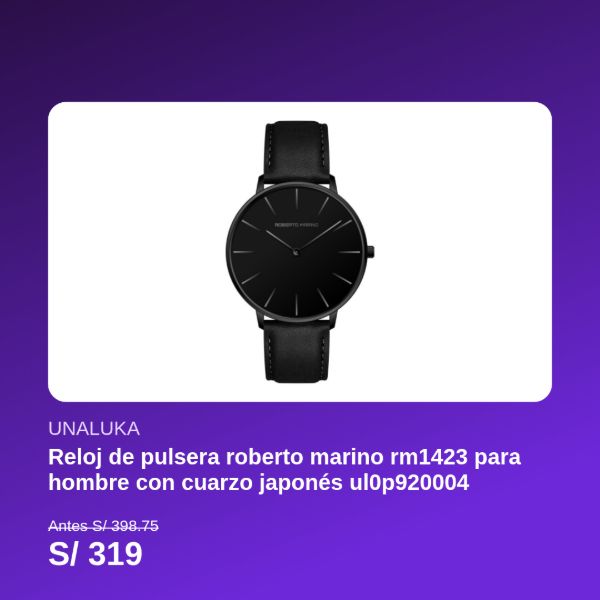 ROBERTO MARINO
UNALUKA
Reloj de pulsera roberto marino rm1423 para
hombre con cuarzo japonés ul0p920004
Antes S/ 398.75
S/ 319